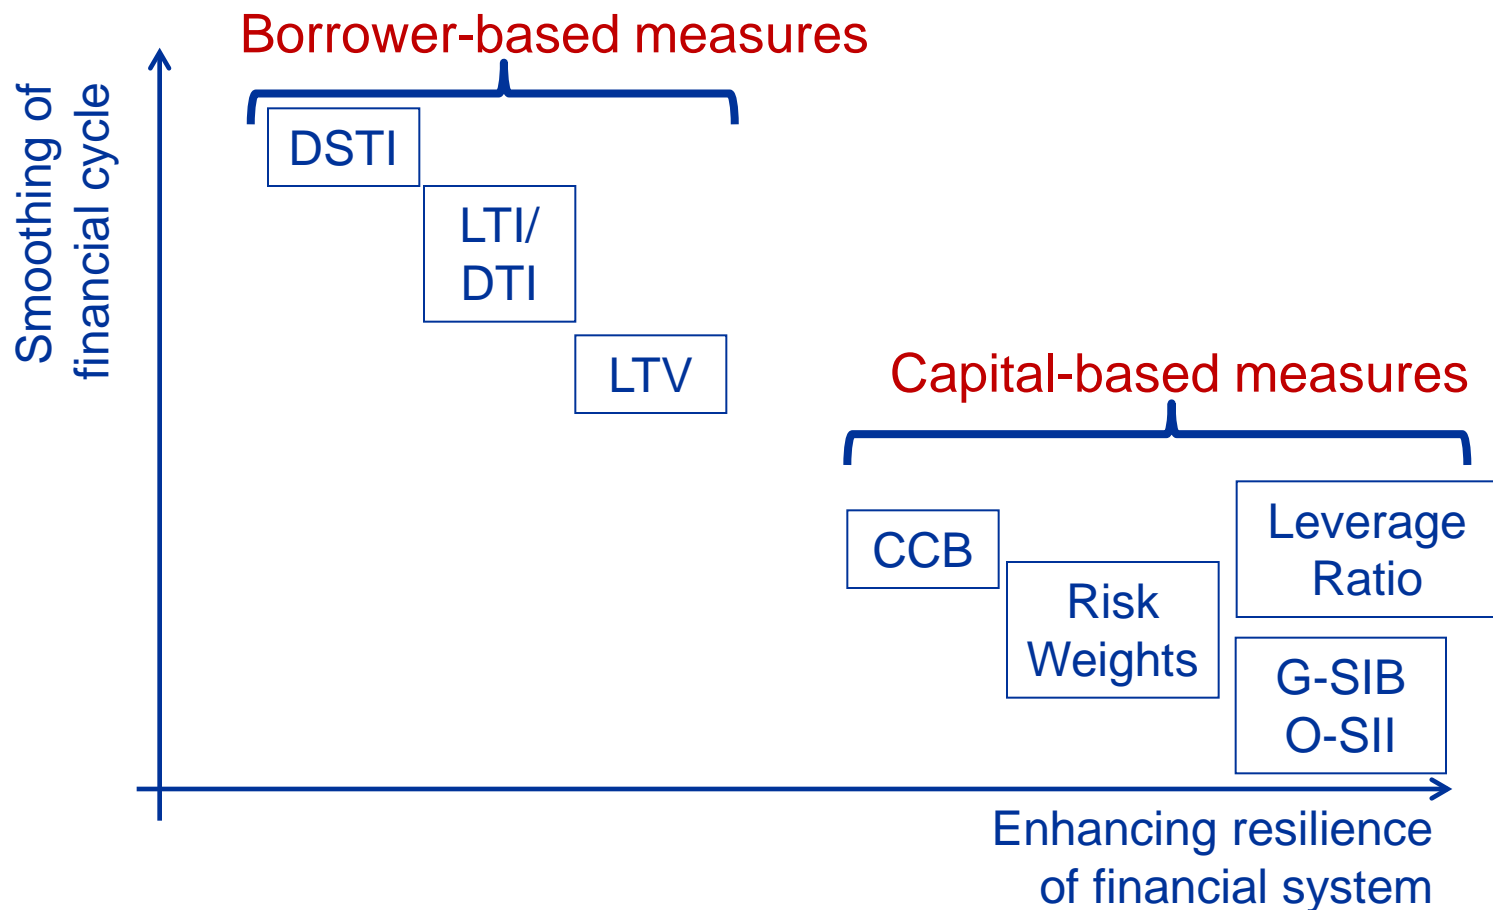 Borrower-based measures
Smoothing of
financial cycle
DSTI
LTI/
DTI
LTV
Capital-based measures
CCB
Risk
Weights
Leverage
Ratio
G-SIB
O-SII
Enhancing resilience
of financial system